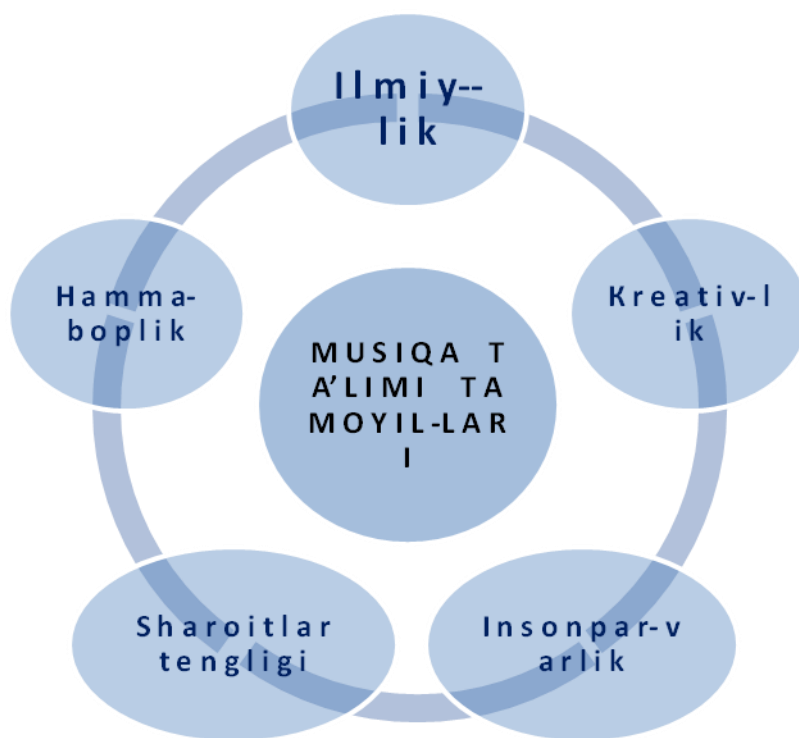 Ilmiy--
lik
Hamma-
boplik
Kreativ-l
ik
MUSIQA T
A’LIMI TA
MOYIL-LAR
I
Sharoitlar
tengligi
Insonpar-v
arlik